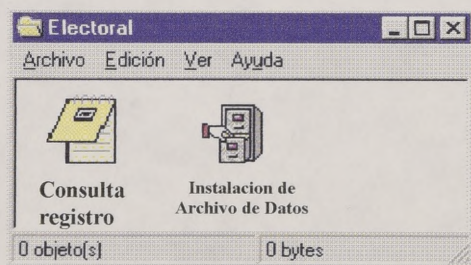 Electoral
Archivo Edición Ver Ayuda
Consulta
registro
Instalacion de
Archivo de Datos
0 objeto(s) 0 bytes